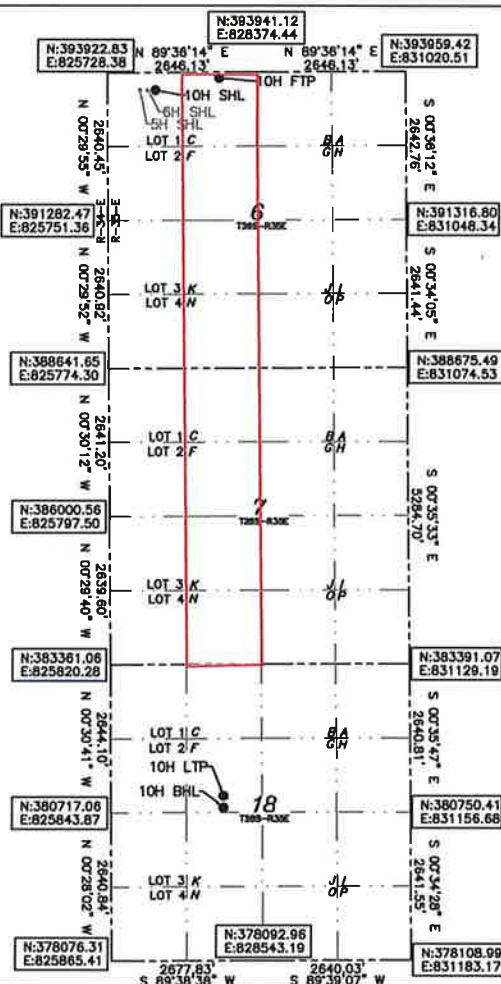 N:393941.12
E:828374.44
N:393922.83
E:825728.38
N 89°36'14" E
2646.13'
N 89°36'14" E
2646.13'
N:393959.42
E:831020.51
10H FTP
10H SHL
6H SHL
5H SHL
N 00°29'55" W
2640.45'
S 00°36'12" E
2642.76'
LOT 1 C
LOT 2 F
B A
G H
N:391282.47
E:825751.36
R-34-E
R-35-E
6
N:391316.80
E:831048.34
N 00°29'52" W
2640.92'
S 00°34'05" E
2641.44'
LOT 3 K
LOT 4 N
J I
O P
N:388641.65
E:825774.30
N:388675.49
E:831074.53
N 00°30'12" W
2641.20'
LOT 1 C
LOT 2 F
B A
G H
N:386000.56
E:825797.50
7
S 00°35'33" E
5284.70'
N 00°29'40" W
2639.60'
LOT 3 K
LOT 4 N
J I
O P
N:383361.06
E:825820.28
N:383391.07
E:831129.19
N 00°30'41" W
2644.10'
S 00°35'47" E
2640.81'
LOT 1 C
LOT 2 F
B A
G H
10H LTP
10H BHL
18
N:380717.06
E:825843.87
N:380750.41
E:831156.68
N 00°28'02" W
2640.84'
S 00°34'28" E
2641.55'
LOT 3 K
LOT 4 N
J I
O P
N:378092.96
E:828543.19
N:378076.31
E:825865.41
2677.83'
S 89°38'38" W
2640.03'
S 89°39'07" W
N:378108.99
E:831183.17